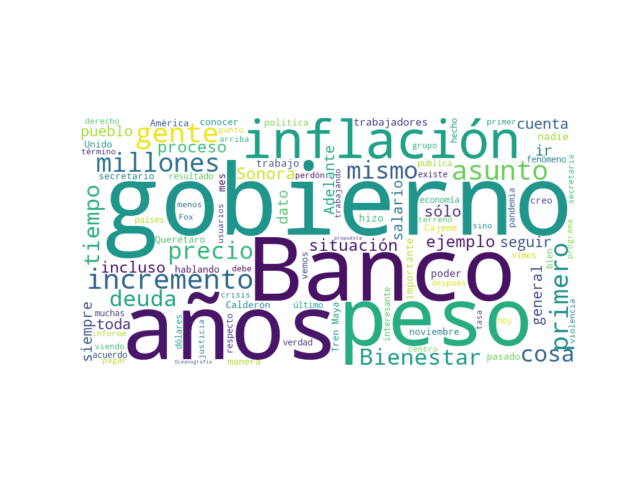 derecho
América
conocer
política
trabajadores
hecho
primer
cuenta
pueblo
gente
punto
arriba
inflación
grupo
nadie
Unido
término
proceso
Adelante
ir
fenómeno
millones
trabajo
mismo
pública
asunto
secretaria
secretario
resultado
Sonora
perdón
trabajando
existe
tiempo
gobierno
menos
mes
dato
hizo
salario
economía
pandemia
creo
países
Fox
usuarios
sólo
terreno
Cajeme
sino
primero
programa
Querétaro
precio
Banco
situación
propuesta
ejemplo
seguir
vimos
bien
incluso
hablando
debe
vemos
importante
poder
después
general
violencia
incremento
crisis
deuda
Calderón
último
peso
tasa
hoy
siempre
muchas
toda
años
dólares
justicia
respecto
verdad
Tren Maya
interesante
noviembre
informe
viendo
acuerdo
centro
pasado
cosa
pagar
Oceanografía
manera
Bienestar